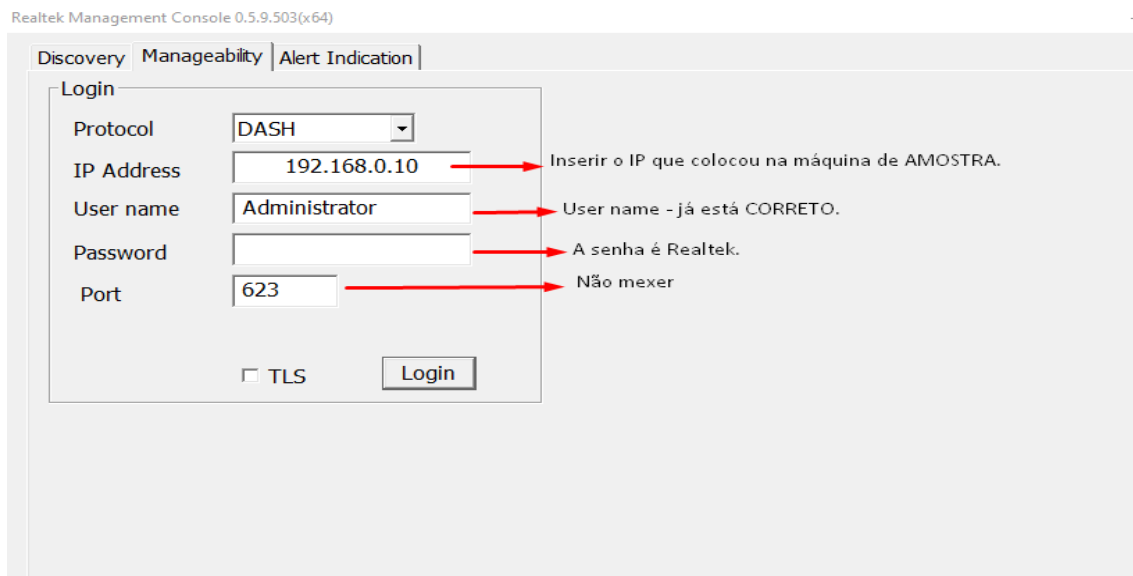 Realtek Management Console 0.5.9.503(x64)
Discovery Manageability Alert Indication
Login
Protocol DASH
IP Address 192.168.0.10 Inserir o IP que colocou na máquina de AMOSTRA.
User name Administrator User name - já está CORRETO.
Password A senha é Realtek.
Port 623 Não mexer
TLS Login